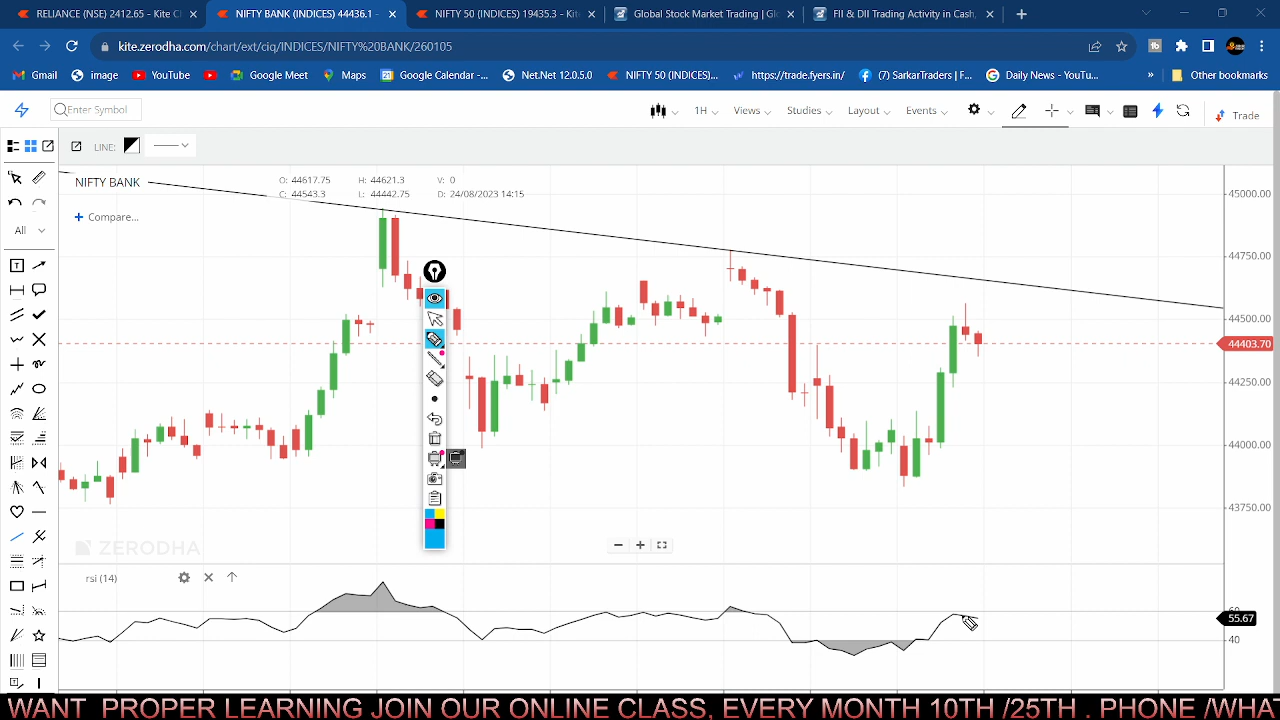 RELIANCE (NSE) 2412.65 - Kite C
NIFTY BANK (INDICES) 44436.1 -
NIFTY 50 (INDICES) 19435.3 - Kit
Global Stock Market Trading | Gl
FII & DII Trading Activity in Cash,
kite.zerodha.com/chart/ext/ciq/INDICES/NIFTY%20BANK/260105
Gmail
image
YouTube
Google Meet
Maps
Google Calendar -...
Net.Net 12.0.5.0
NIFTY 50 (INDICES)...
https://trade.fyers.in/
(7) Saaol Earners | F...
Daily News - YouTu...
»
Other bookmarks
Enter Symbol
1H
Views
Studies
Layout
Events
Trade
LINE:
NIFTY BANK
O: 44617.75 H: 44621.3 V: 0
C: 44543.3 L: 44442.75 D: 24/08/2023 14:15
+ Compare...
All
45000.00
44750.00
44500.00
44403.70
44250.00
44000.00
43750.00
ZERODHA
rsi (14)
60
55.67
40
WANT PROPER LEARNING JOIN OUR ONLINE CLASS, EVERY MONTH 10TH /25TH . PHONE /WHA